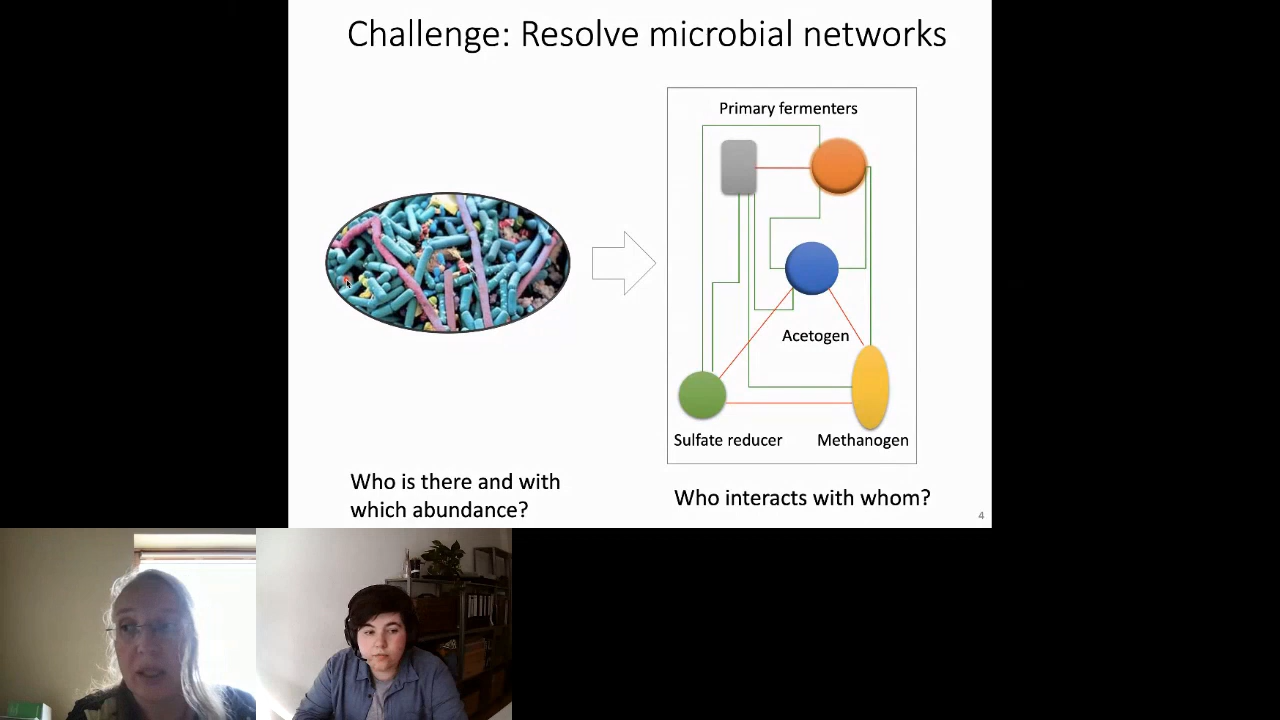 Challenge: Resolve microbial networks
Primary fermenters
Acetogen
Sulfate reducer
Methanogen
Who is there and with
which abundance?
Who interacts with whom?
4